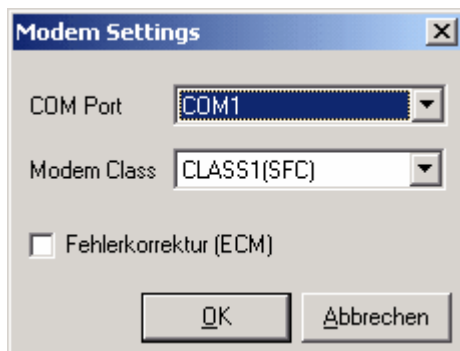 Modem Settings
COM Port COM1
Modem Class CLASS1(SFC)
Fehlerkorrektur (ECM)
OK Abbrechen